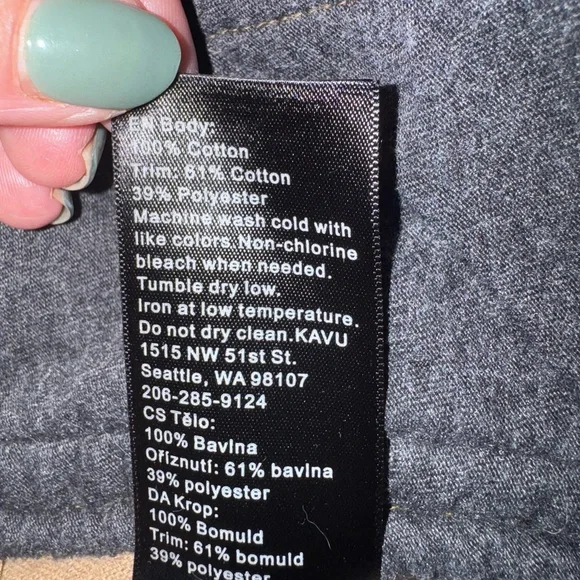 EN Body:
100% Cotton
Trim: 61% Cotton
39% Polyester
Machine wash cold with
like colors. Non-chlorine
bleach when needed.
Tumble dry low.
Iron at low temperature.
Do not dry clean.KAVU
1515 NW 51st St.
Seattle, WA 98107
206-285-9124
CS Tělo:
100% Bavlna
Oříznutí: 61% bavlna
39% polyester
DA Krop:
100% Bomuld
Trim: 61% bomuld
39% polyester